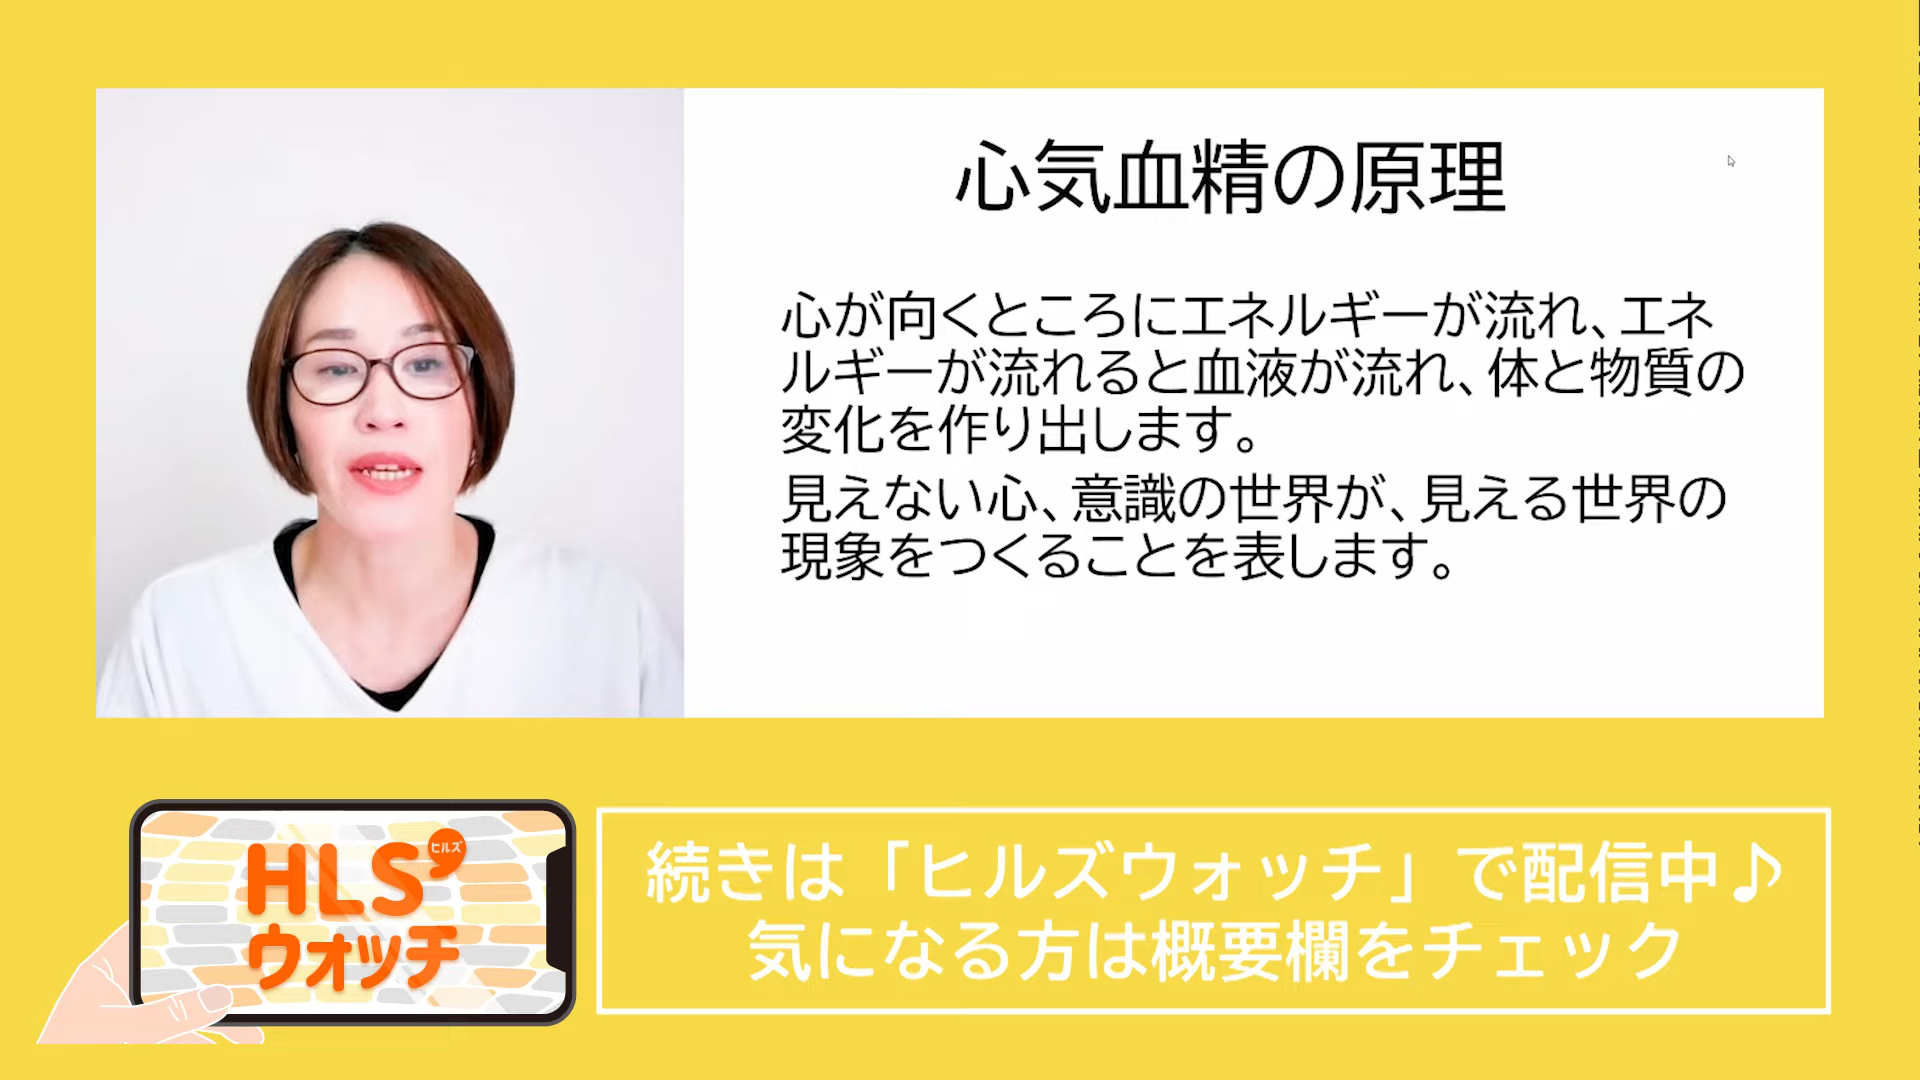 心気血精の原理
心が向くところにエネルギーが流れ、エネ
ルギーが流れると血液が流れ、体と物質の
変化を作り出します。
見えない心、意識の世界が、見える世界の
現象をつくることを表します。
HLS
ヒルズ
ウォッチ
続きは「ヒルズウォッチ」で配信中♪
気になる方は概要欄をチェック